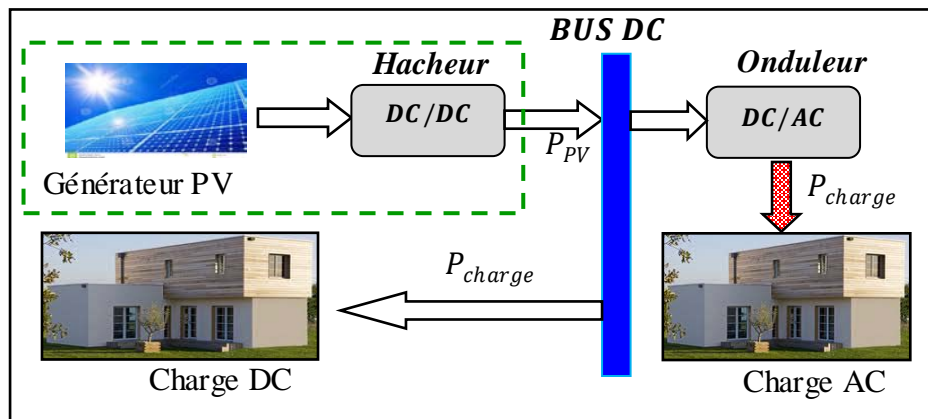 BUS DC
Hacheur
Onduleur
DC/DC
DC/AC
P_PV
Générateur PV
P_charge
P_charge
Charge DC
Charge AC